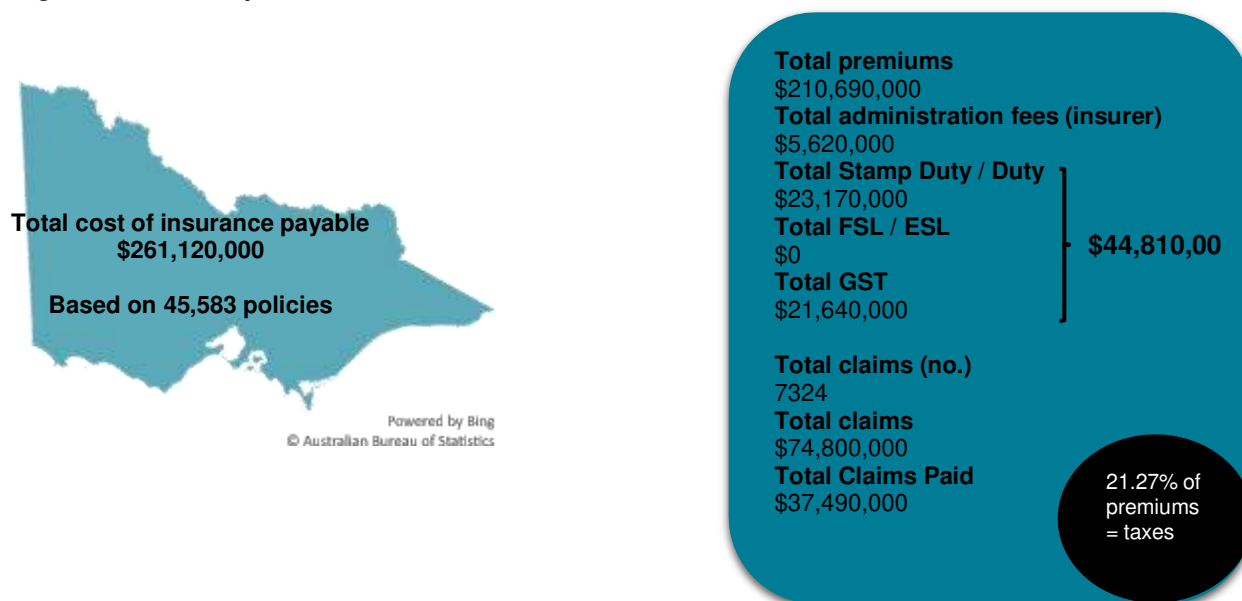 Total cost of insurance payable
$261,120,000
Based on 45,583 policies
Powered by Bing
© Australian Bureau of Statistics
Total premiums
$210,690,000
Total administration fees (insurer)
$5,620,000
Total Stamp Duty / Duty
$23,170,000
Total FSL / ESL
$0
Total GST
$21,640,000
$44,810,00
Total claims (no.)
7324
Total claims
$74,800,000
Total Claims Paid
$37,490,000
21.27% of
premiums
= taxes